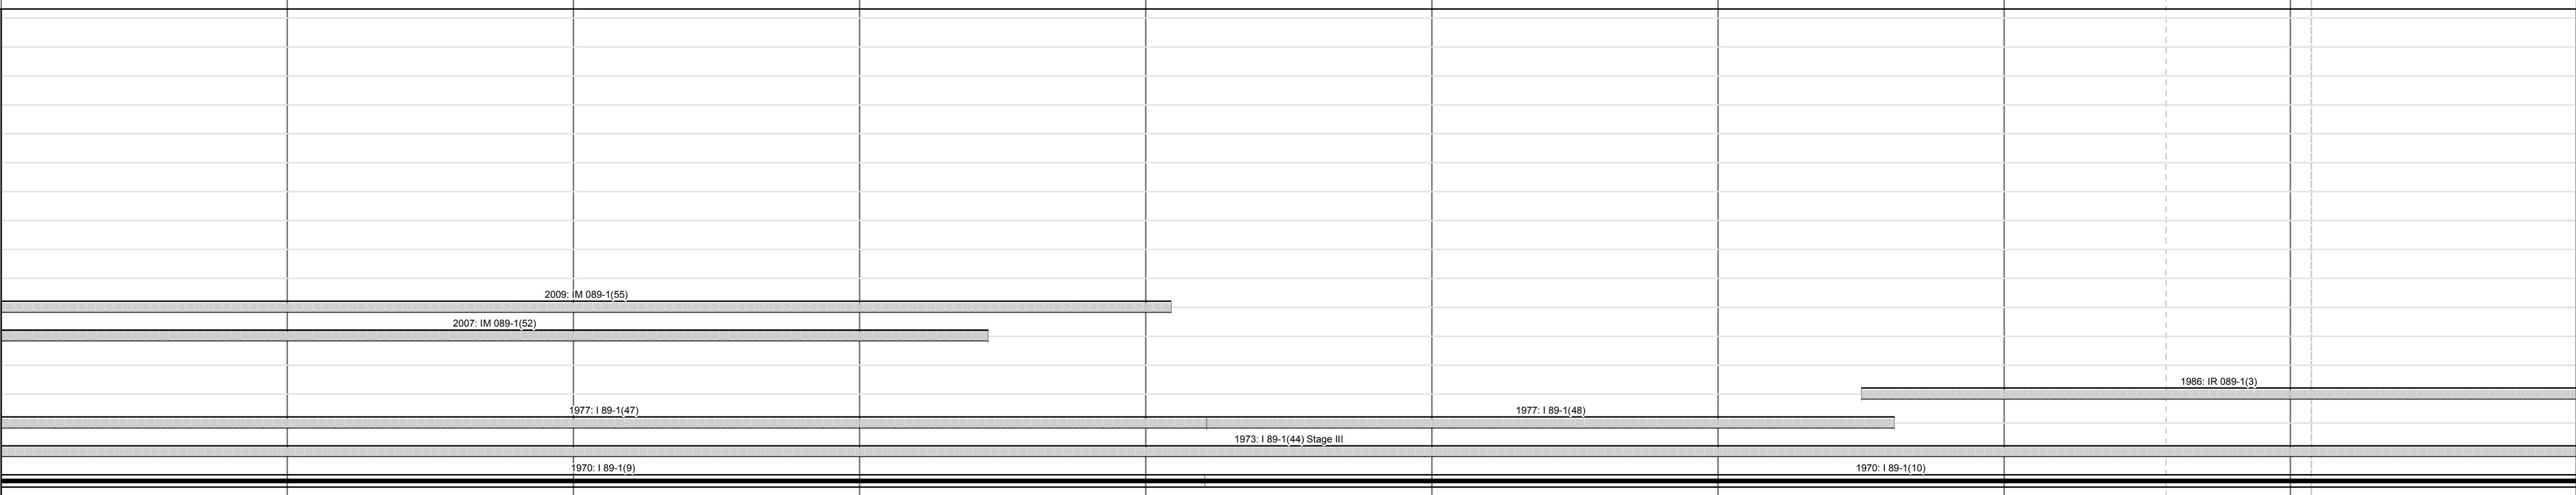 2009: IM 089-1(55)
2007: IM 089-1(52)
1986: IR 089-1(3)
1977: I 89-1(47)
1977: I 89-1(48)
1973: I 89-1(44) Stage III
1970: I 89-1(9)
1970: I 89-1(10)